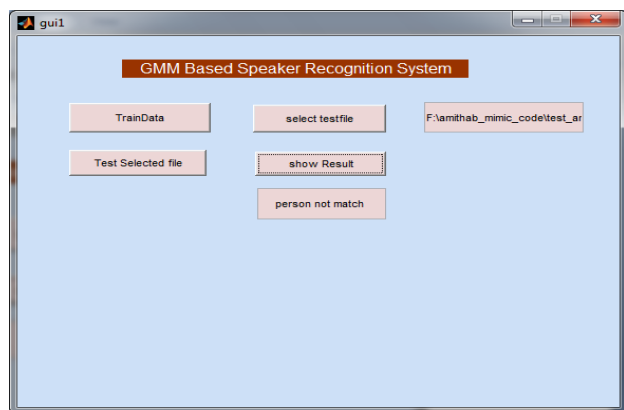 gui1
GMM Based Speaker Recognition System
TrainData
select testfile
F:\amithab_mimic_code\test_ar
Test Selected file
show Result
person not match